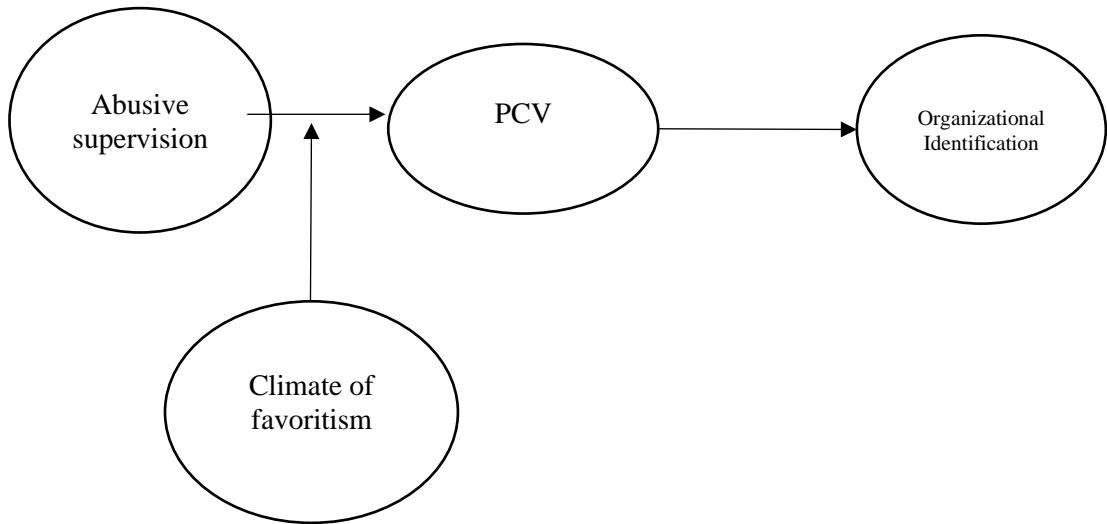 Abusive
supervision
PCV
Organizational
Identification
Climate of
favoritism